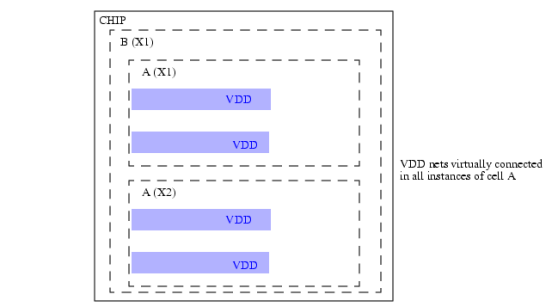 CHIP
B (X1)
A (X1)
VDD
VDD
VDD nets virtually connected
in all instances of cell A
A (X2)
VDD
VDD